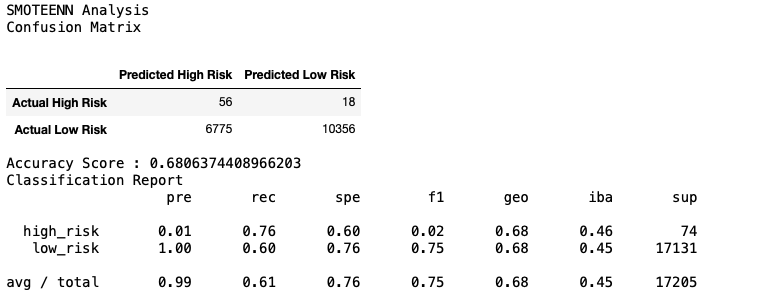 SMOTEENN Analysis
Confusion Matrix
Predicted High Risk Predicted Low Risk
Actual High Risk 56 18
Actual Low Risk 6775 10356
Accuracy Score : 0.6806374408966203
Classification Report
pre rec spe f1 geo iba sup
high_risk 0.01 0.76 0.60 0.02 0.68 0.46 74
low_risk 1.00 0.60 0.76 0.75 0.68 0.45 17131
avg / total 0.99 0.61 0.76 0.75 0.68 0.45 17205